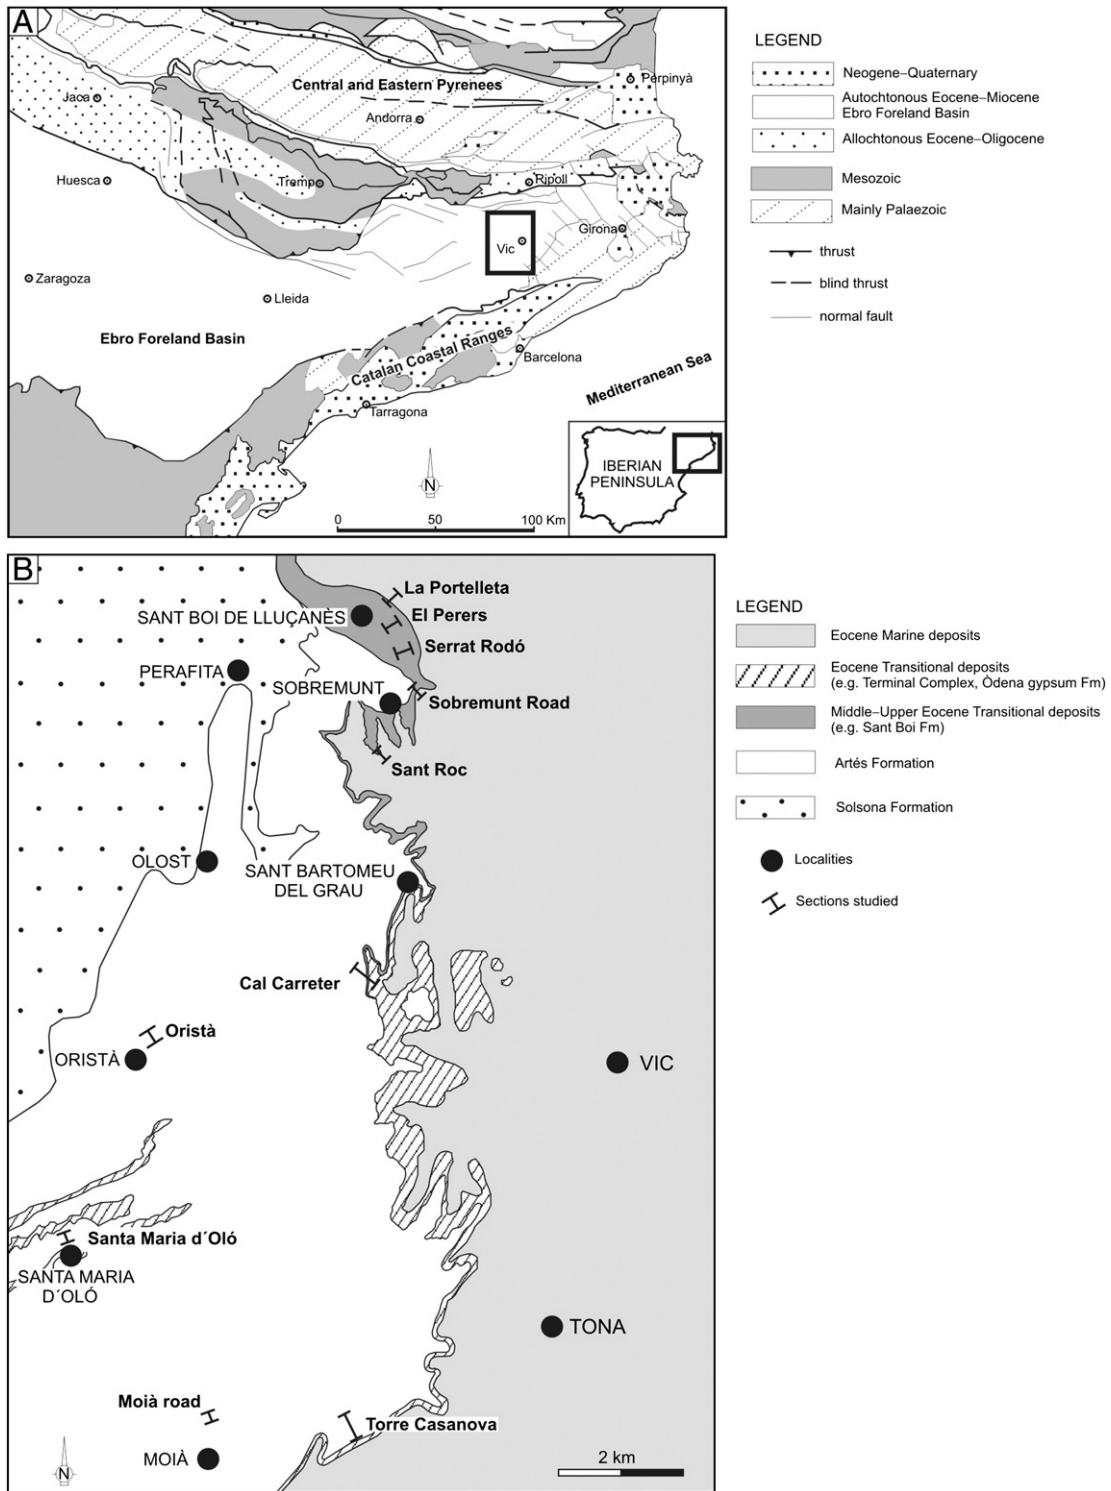 A
Central and Eastern Pyrenees
Perpinyà
Jaca
Andorra
Huesca
Tremp
Ripoll
Girona
Vic
Zaragoza
Lleida
Ebro Foreland Basin
Catalan Coastal Ranges
Barcelona
Mediterranean Sea
Tarragona
N
0 50 100 Km
IBERIAN
PENINSULA
LEGEND
Neogene–Quaternary
Autochtonous Eocene–Miocene
Ebro Foreland Basin
Allochtonous Eocene–Oligocene
Mesozoic
Mainly Palaezoic
thrust
blind thrust
normal fault
B
La Portelleta
SANT BOI DE LLUÇANÈS
El Perers
Serrat Rodó
PERAFITA
SOBREMUNT
Sobremunt Road
Sant Roc
OLOST
SANT BARTOMEU
DEL GRAU
Cal Carreter
Oristà
ORISTÀ
VIC
Santa Maria d´Oló
SANTA MARIA
D´OLÓ
TONA
Moià road
Torre Casanova
MOIÀ
N
2 km
LEGEND
Eocene Marine deposits
Eocene Transitional deposits
(e.g. Terminal Complex, Òdena gypsum Fm)
Middle–Upper Eocene Transitional deposits
(e.g. Sant Boi Fm)
Artés Formation
Solsona Formation
Localities
Sections studied